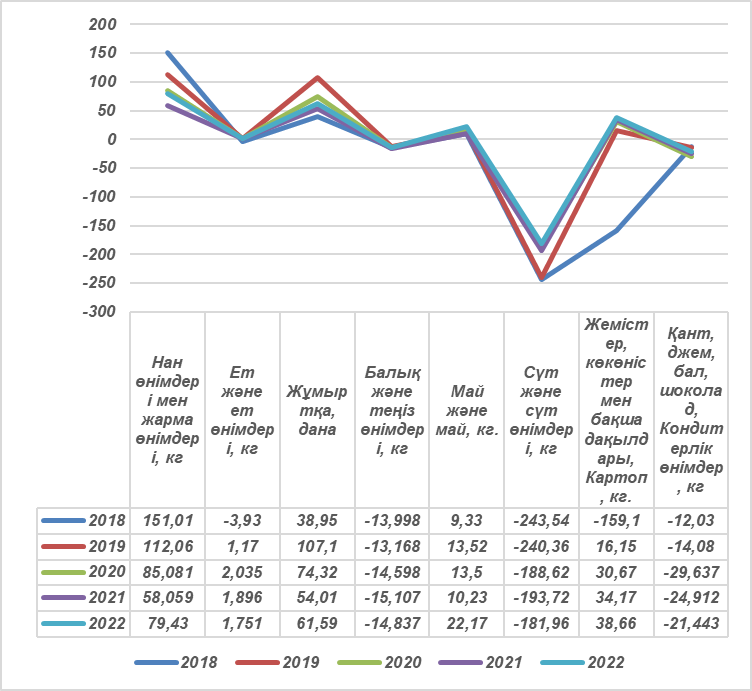 200
150
100
50
0
-50
-100
-150
-200
-250
-300
Нан
өнімдер
і мен
жарма
өнімдер
і, кг
Ет
және
ет
өнімдер
і, кг
Жұмыр
тқа,
дана
Балық
және
теңіз
өнімдер
і, кг
Май
және
май, кг.
Сүт
және
сүт
өнімдер
і, кг
Жеміст
ер,
көкөніс
тер
мен
бақша
дақылд
ары,
Картоп
, кг.
Қант,
джем,
бал,
шокола
д,
Кондит
ерлік
өнімдер
, кг
2018 151,01 -3,93 38,95 -13,998 9,33 -243,54 -159,1 -12,03
2019 112,06 1,17 107,1 -13,168 13,52 -240,36 16,15 -14,08
2020 85,081 2,035 74,32 -14,598 13,5 -188,62 30,67 -29,637
2021 58,059 1,896 54,01 -15,107 10,23 -193,72 34,17 -24,912
2022 79,43 1,751 61,59 -14,837 22,17 -181,96 38,66 -21,443
2018 2019 2020 2021 2022